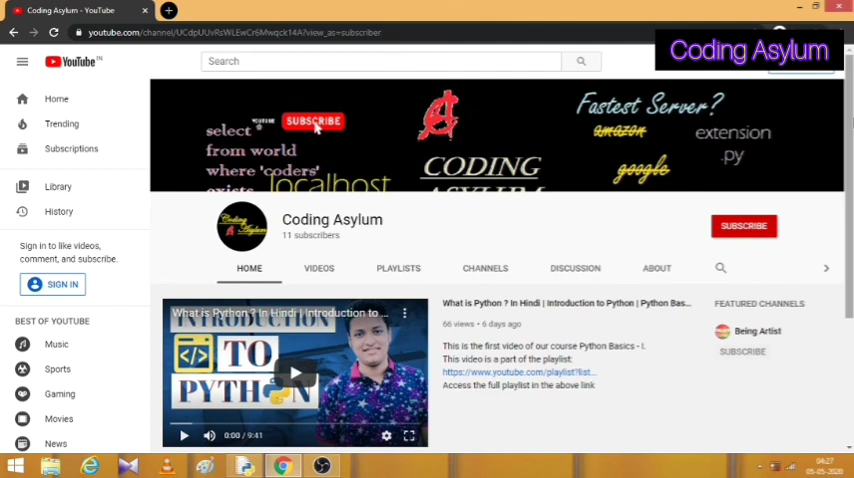 Coding Asylum - YouTube
youtube.com/channel/UCdpUUvRsWLEwCr6Mwqck14A?view_as=subscriber
Coding Asylum
YouTube IN
Search
Home
Trending
Subscriptions
Library
History
Sign in to like videos,
comment, and subscribe.
SIGN IN
BEST OF YOUTUBE
Music
Sports
Gaming
Movies
News
select
YOUTUBE
SUBSCRIBE
from world
where 'coders'
exists
localhost
A
CODING
ASYLUM
Fastest Server?
amazon
google
extension
.py
Coding
A
Asylum
Coding Asylum
11 subscribers
SUBSCRIBE
HOME
VIDEOS
PLAYLISTS
CHANNELS
DISCUSSION
ABOUT
What is Python ? In Hindi | Introduction to ...
INTRODUCTION
TO
PYTHON
0:00 / 9:41
What is Python ? In Hindi | Introduction to Python | Python Bas...
66 views • 6 days ago
This is the first video of our course Python Basics - I.
This video is a part of the playlist:
https://www.youtube.com/playlist?list...
Access the full playlist in the above link
FEATURED CHANNELS
Being Artist
SUBSCRIBE
04:27
05-05-2020